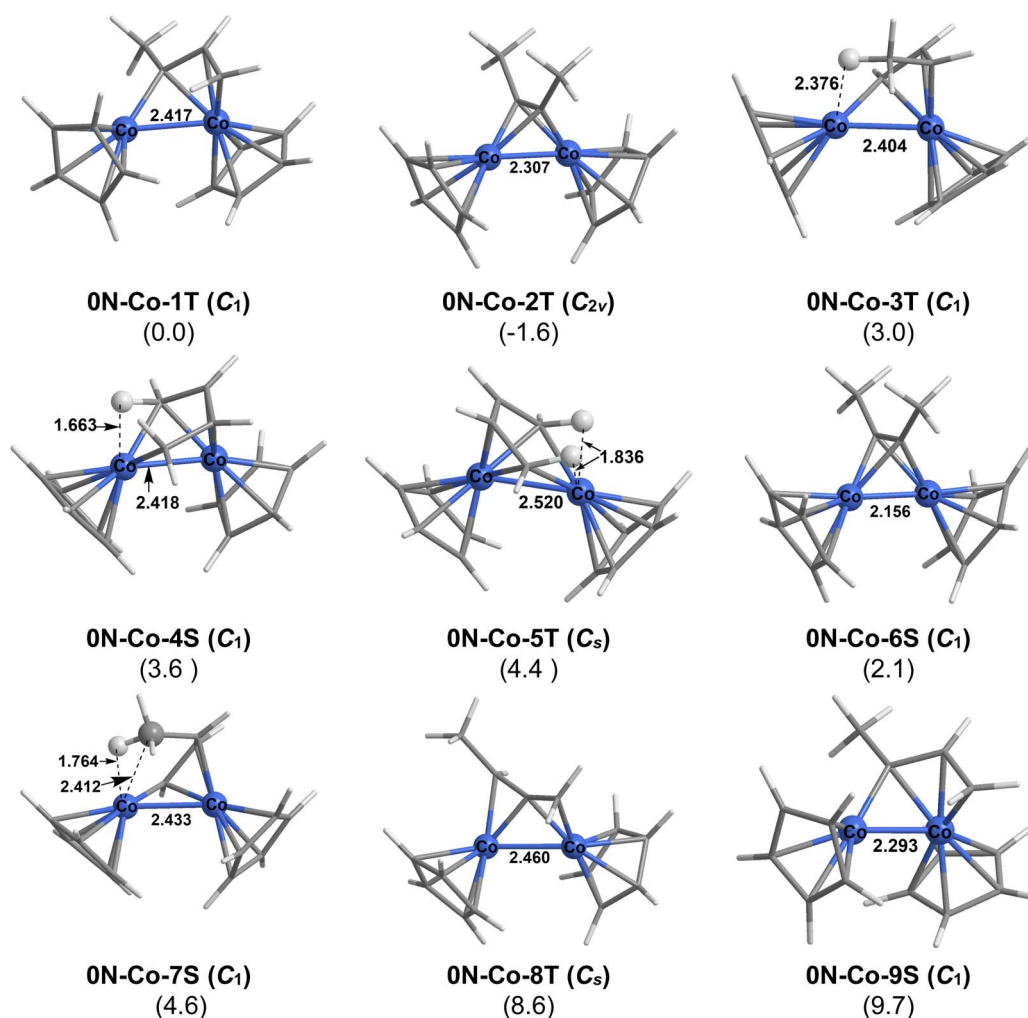 Co
2.417
Co
0N-Co-1T (C1)
(0.0)
Co
2.307
Co
0N-Co-2T (C2v)
(-1.6)
2.376
Co
2.404
Co
0N-Co-3T (C1)
(3.0)
1.663
Co
2.418
Co
0N-Co-4S (C1)
(3.6 )
Co
2.520
1.836
Co
0N-Co-5T (Cs)
(4.4 )
Co
2.156
Co
0N-Co-6S (C1)
(2.1)
1.764
2.412
Co
2.433
Co
0N-Co-7S (C1)
(4.6)
Co
2.460
Co
0N-Co-8T (Cs)
(8.6)
Co
2.293
Co
0N-Co-9S (C1)
(9.7)